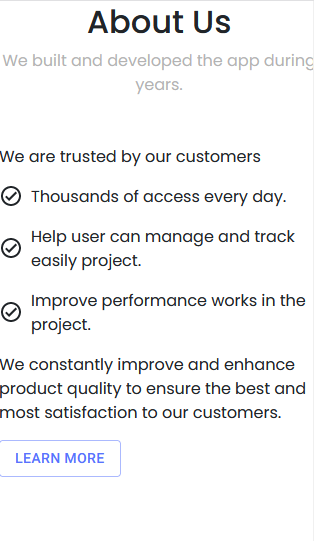 About Us
We built and developed the app during
years.
We are trusted by our customers
Thousands of access every day.
Help user can manage and track
easily project.
Improve performance works in the
project.
We constantly improve and enhance
product quality to ensure the best and
most satisfaction to our customers.
LEARN MORE